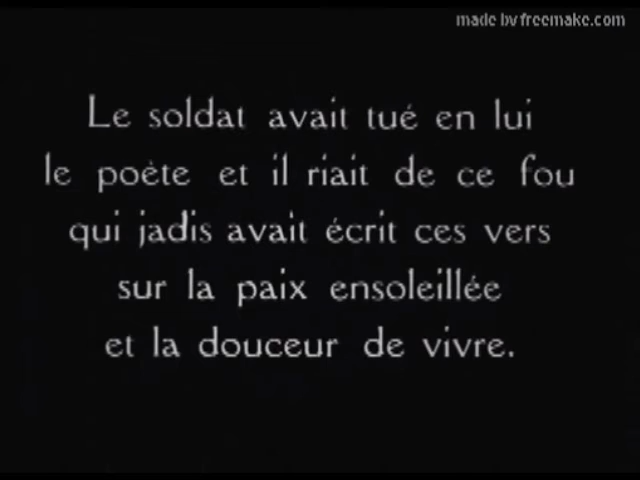 made by freemake.com
Le soldat avait tué en lui
le poète et il riait de ce fou
qui jadis avait écrit ces vers
sur la paix ensoleillée
et la douceur de vivre.